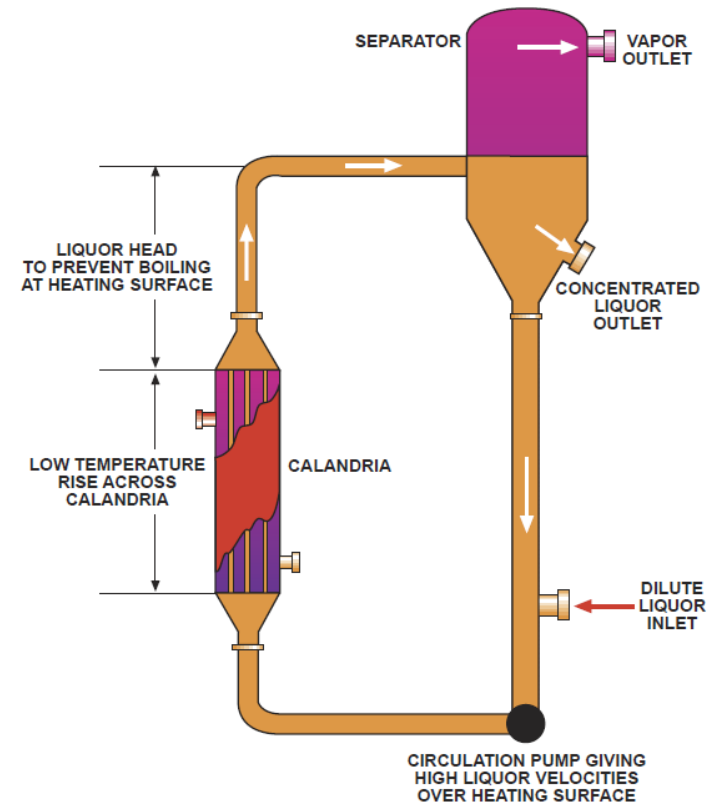 SEPARATOR
VAPOR
OUTLET
LIQUOR HEAD
TO PREVENT BOILING
AT HEATING SURFACE
CONCENTRATED
LIQUOR
OUTLET
LOW TEMPERATURE
RISE ACROSS
CALANDRIA
CALANDRIA
DILUTE
LIQUOR
INLET
CIRCULATION PUMP GIVING
HIGH LIQUOR VELOCITIES
OVER HEATING SURFACE